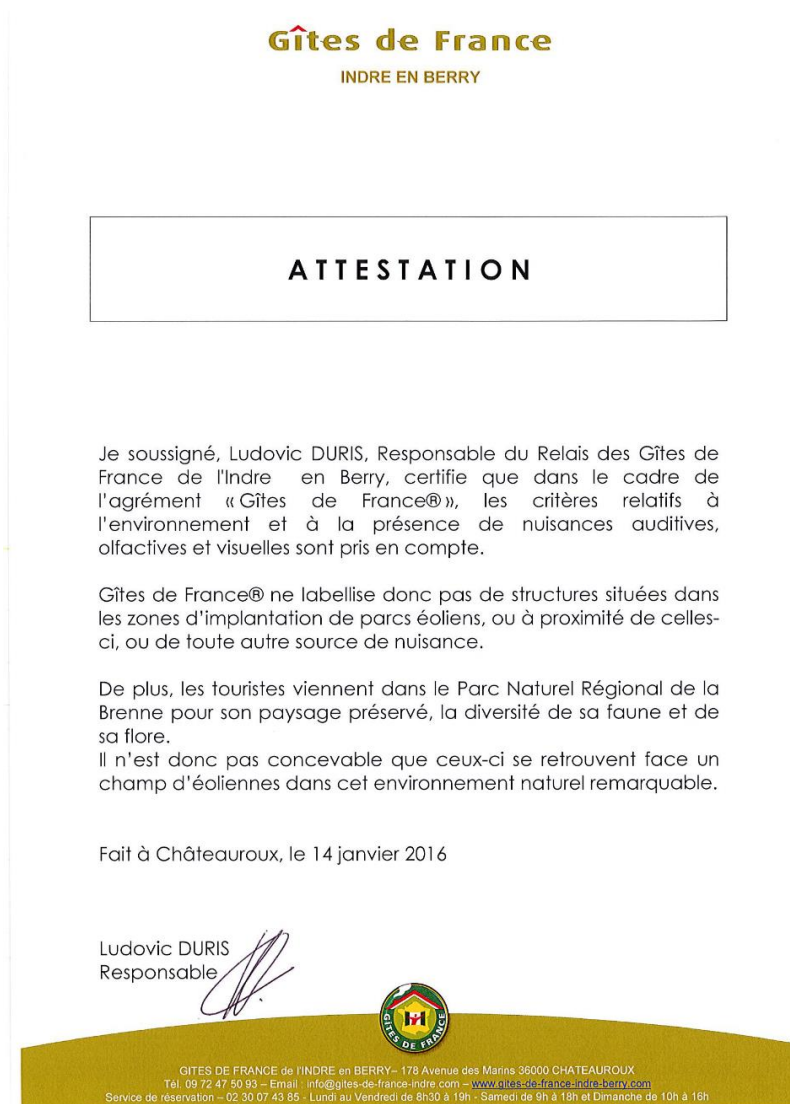 Gîtes de France
INDRE EN BERRY
ATTESTATION
Je soussigné, Ludovic DURIS, Responsable du Relais des Gîtes de
France de l'Indre en Berry, certifie que dans le cadre de
l'agrément « Gîtes de France® », les critères relatifs à
l'environnement et à la présence de nuisances auditives,
olfactives et visuelles sont pris en compte.
Gîtes de France® ne labellise donc pas de structures situées dans
les zones d'implantation de parcs éoliens, ou à proximité de celles-
ci, ou de toute autre source de nuisance.
De plus, les touristes viennent dans le Parc Naturel Régional de la
Brenne pour son paysage préservé, la diversité de sa faune et de
sa flore.
Il n'est donc pas concevable que ceux-ci se retrouvent face un
champ d'éoliennes dans cet environnement naturel remarquable.
Fait à Châteauroux, le 14 janvier 2016
Ludovic DURIS
Responsable
GITES DE FRANCE
GITES DE FRANCE de l'INDRE en BERRY– 178 Avenue des Marins 36000 CHATEAUROUX
Tél. 09 72 47 50 93 – Email : info@gites-de-france-indre.com – www.gites-de-france-indre-berry.com
Service de réservation – 02 30 07 43 85 - Lundi au Vendredi de 8h30 à 19h - Samedi de 9h à 18h et Dimanche de 10h à 16h